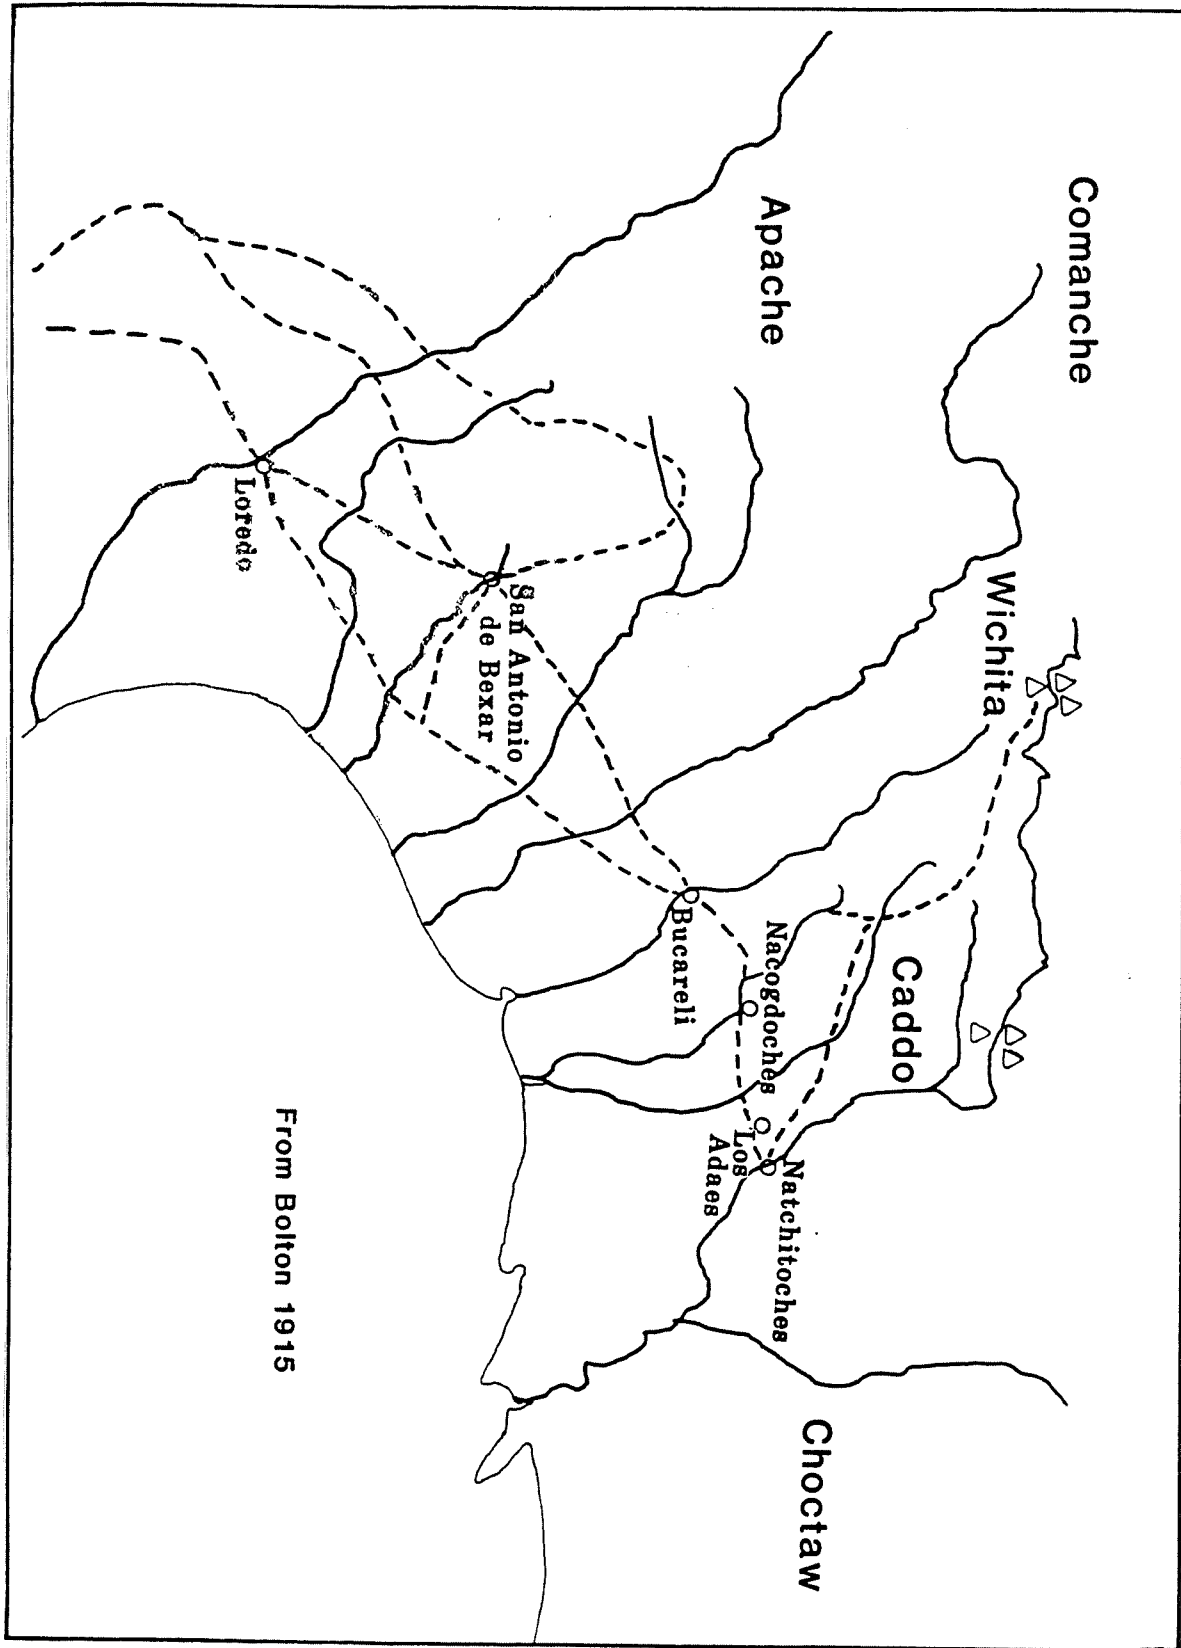 Comanche
Apache
Wichita
Caddo
Choctaw
Nacogdoches
Natchitoches
Los
Adaes
Bucareli
San Antonio
de Bexar
Loredo
From Bolton 1915